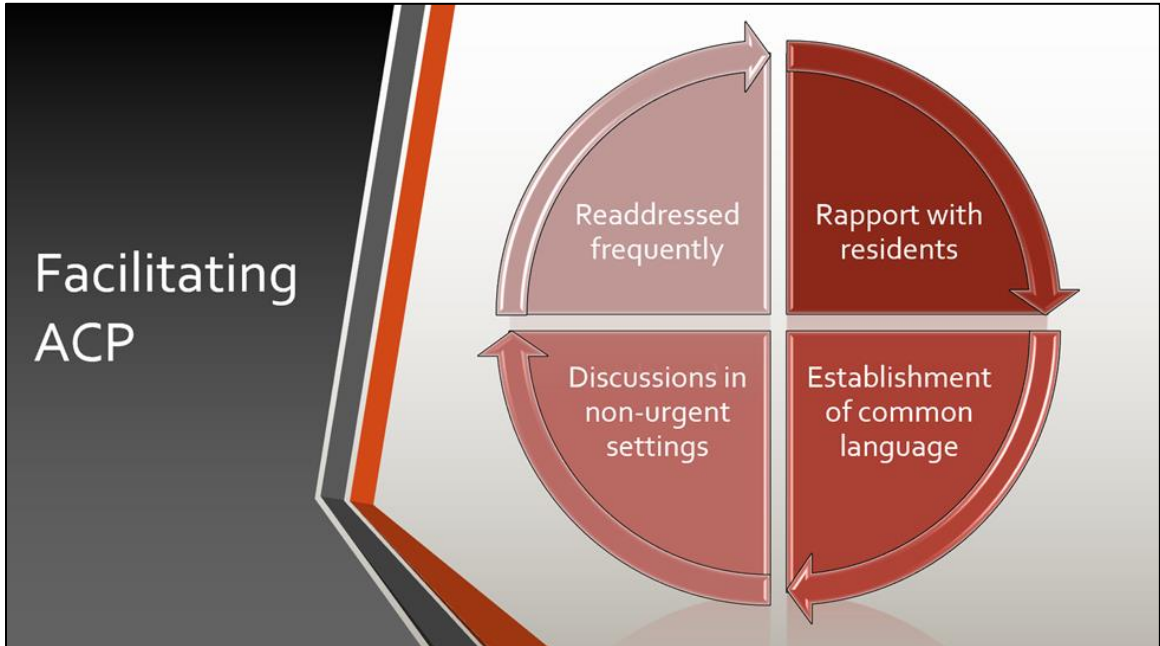 Facilitating
ACP
Readdressed
frequently
Rapport with
residents
Discussions in
non-urgent
settings
Establishment
of common
language